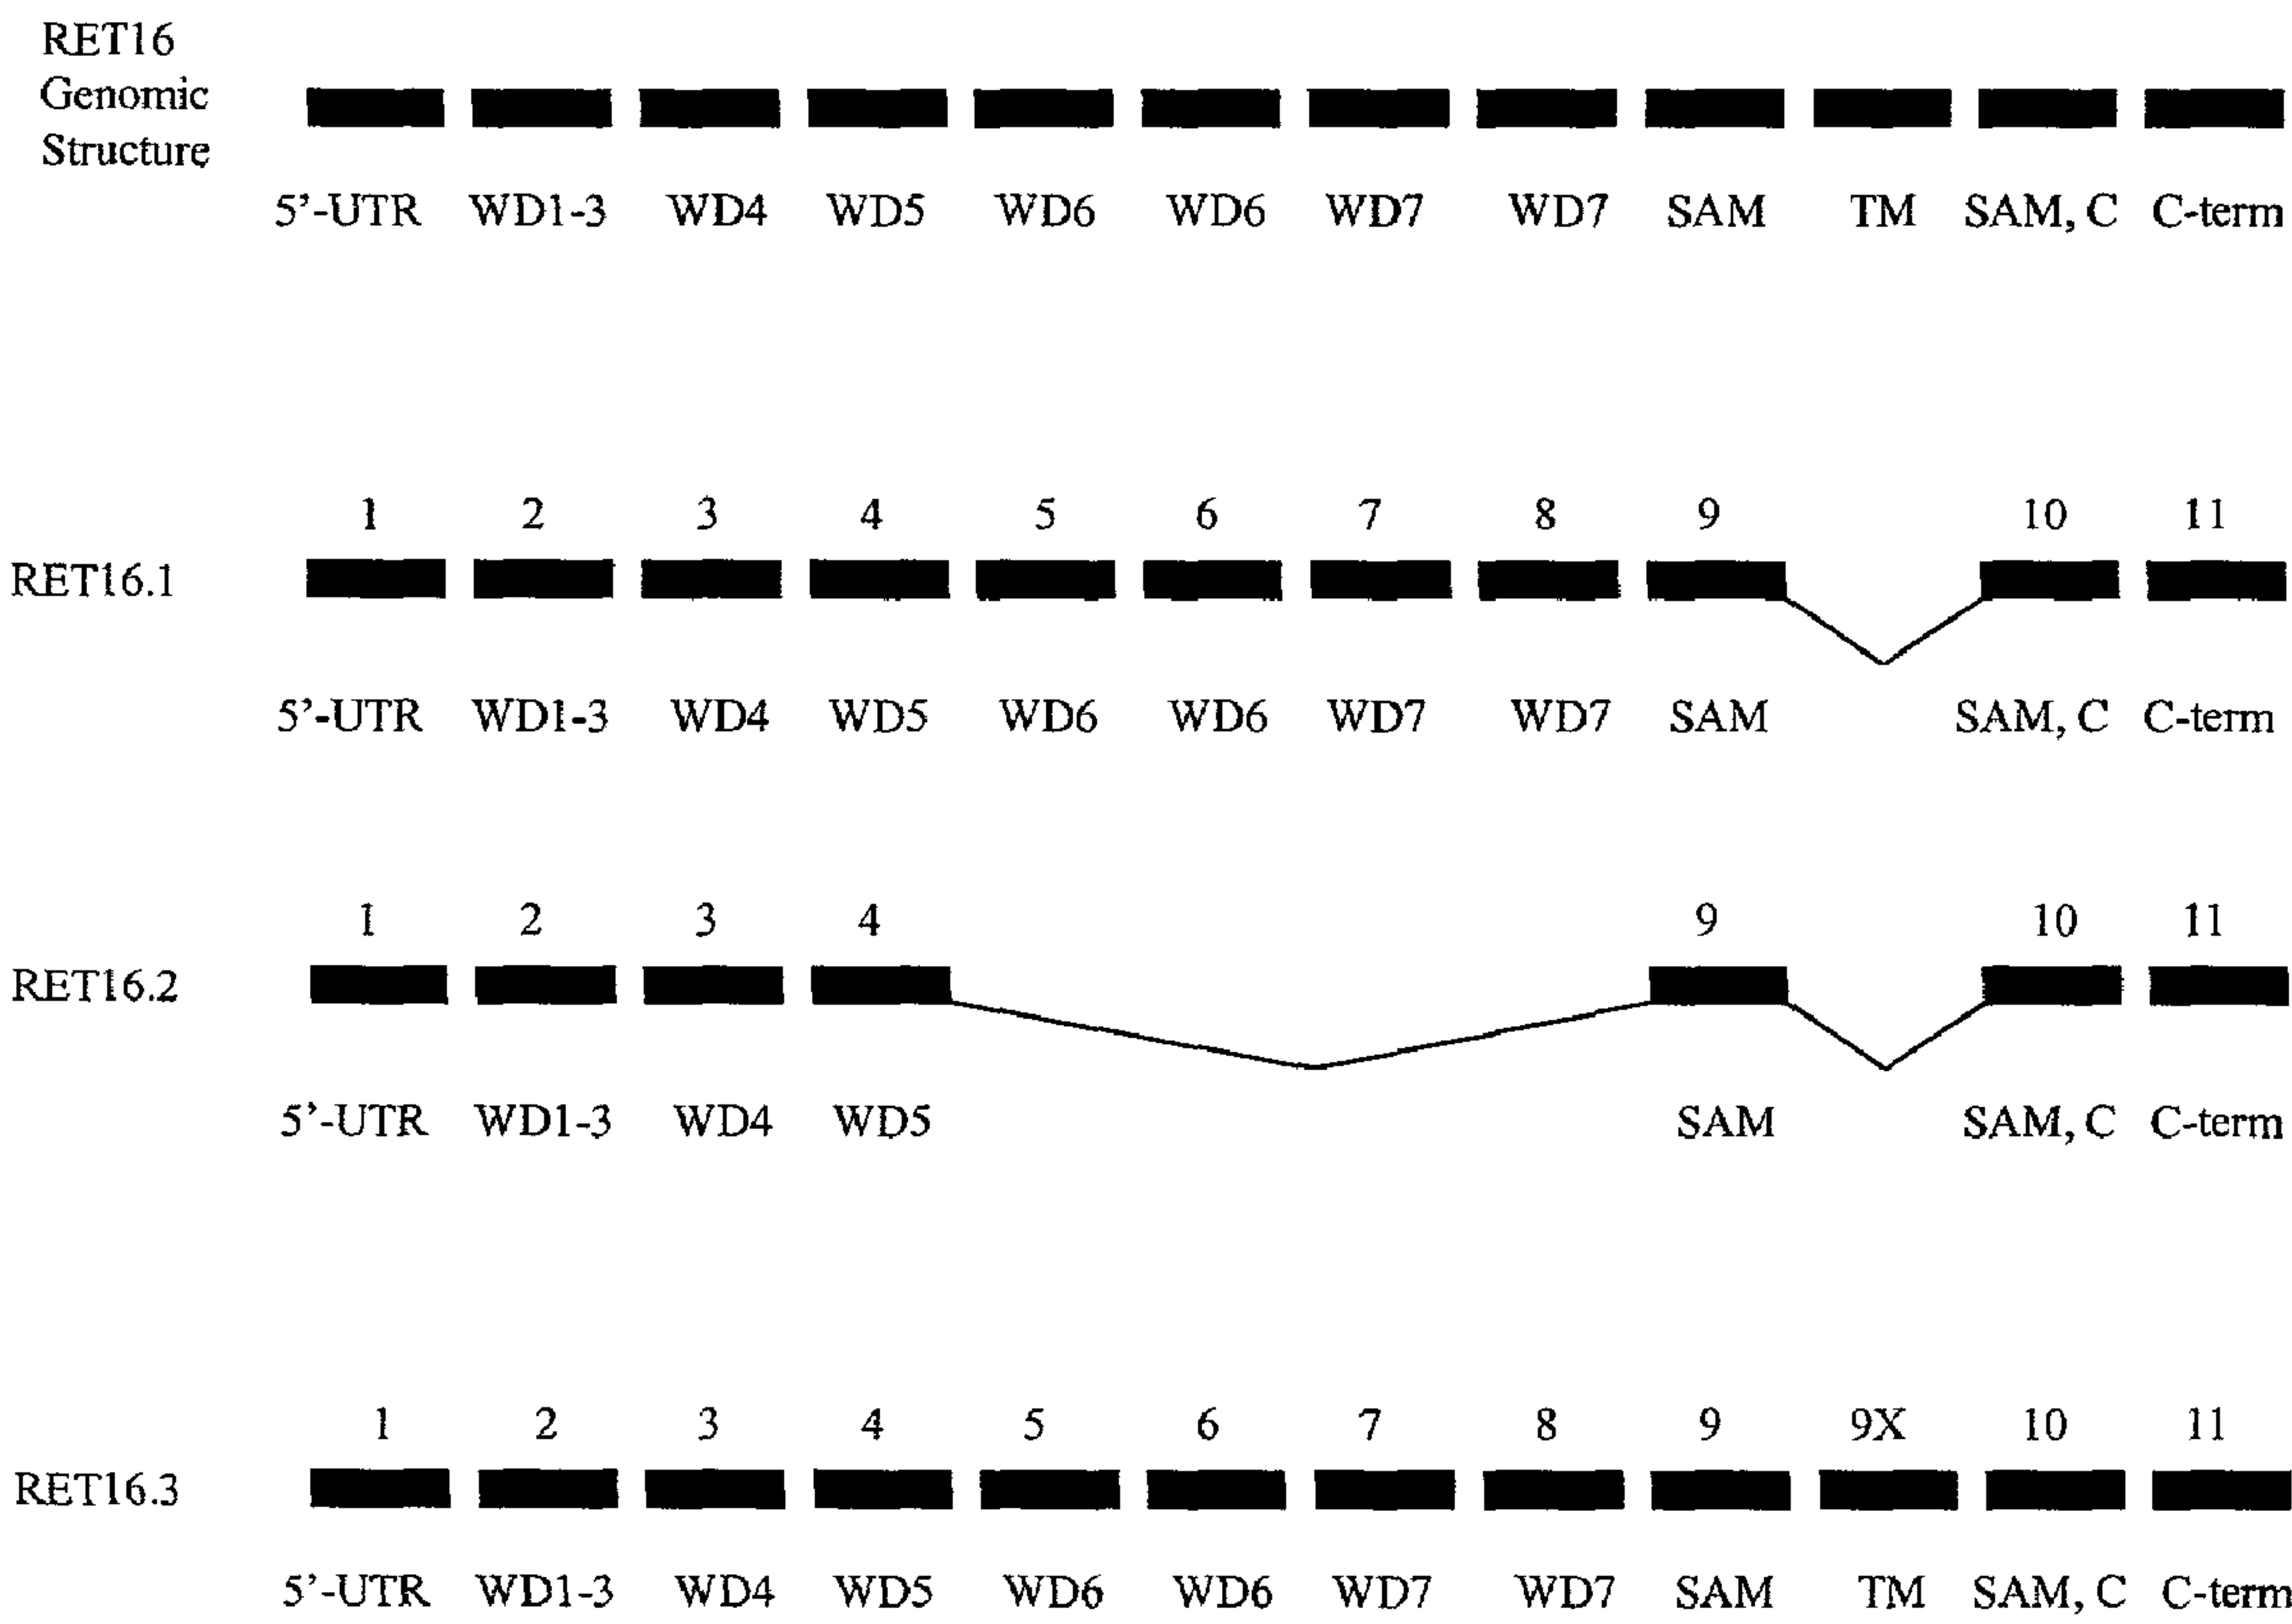 RET16
Genomic
Structure
5’-UTR WD1-3 WD4 WD5 WD6 WD6 WD7 WD7 SAM TM SAM, C C-term
1 2 3 4 5 6 7 8 9 10 11
RET16.1
5’-UTR WD1-3 WD4 WD5 WD6 WD6 WD7 WD7 SAM SAM, C C-term
1 2 3 4 9 10 11
RET16.2
5’-UTR WD1-3 WD4 WD5 SAM SAM, C C-term
1 2 3 4 5 6 7 8 9 9X 10 11
RET16.3
5’-UTR WD1-3 WD4 WD5 WD6 WD6 WD7 WD7 SAM TM SAM, C C-term